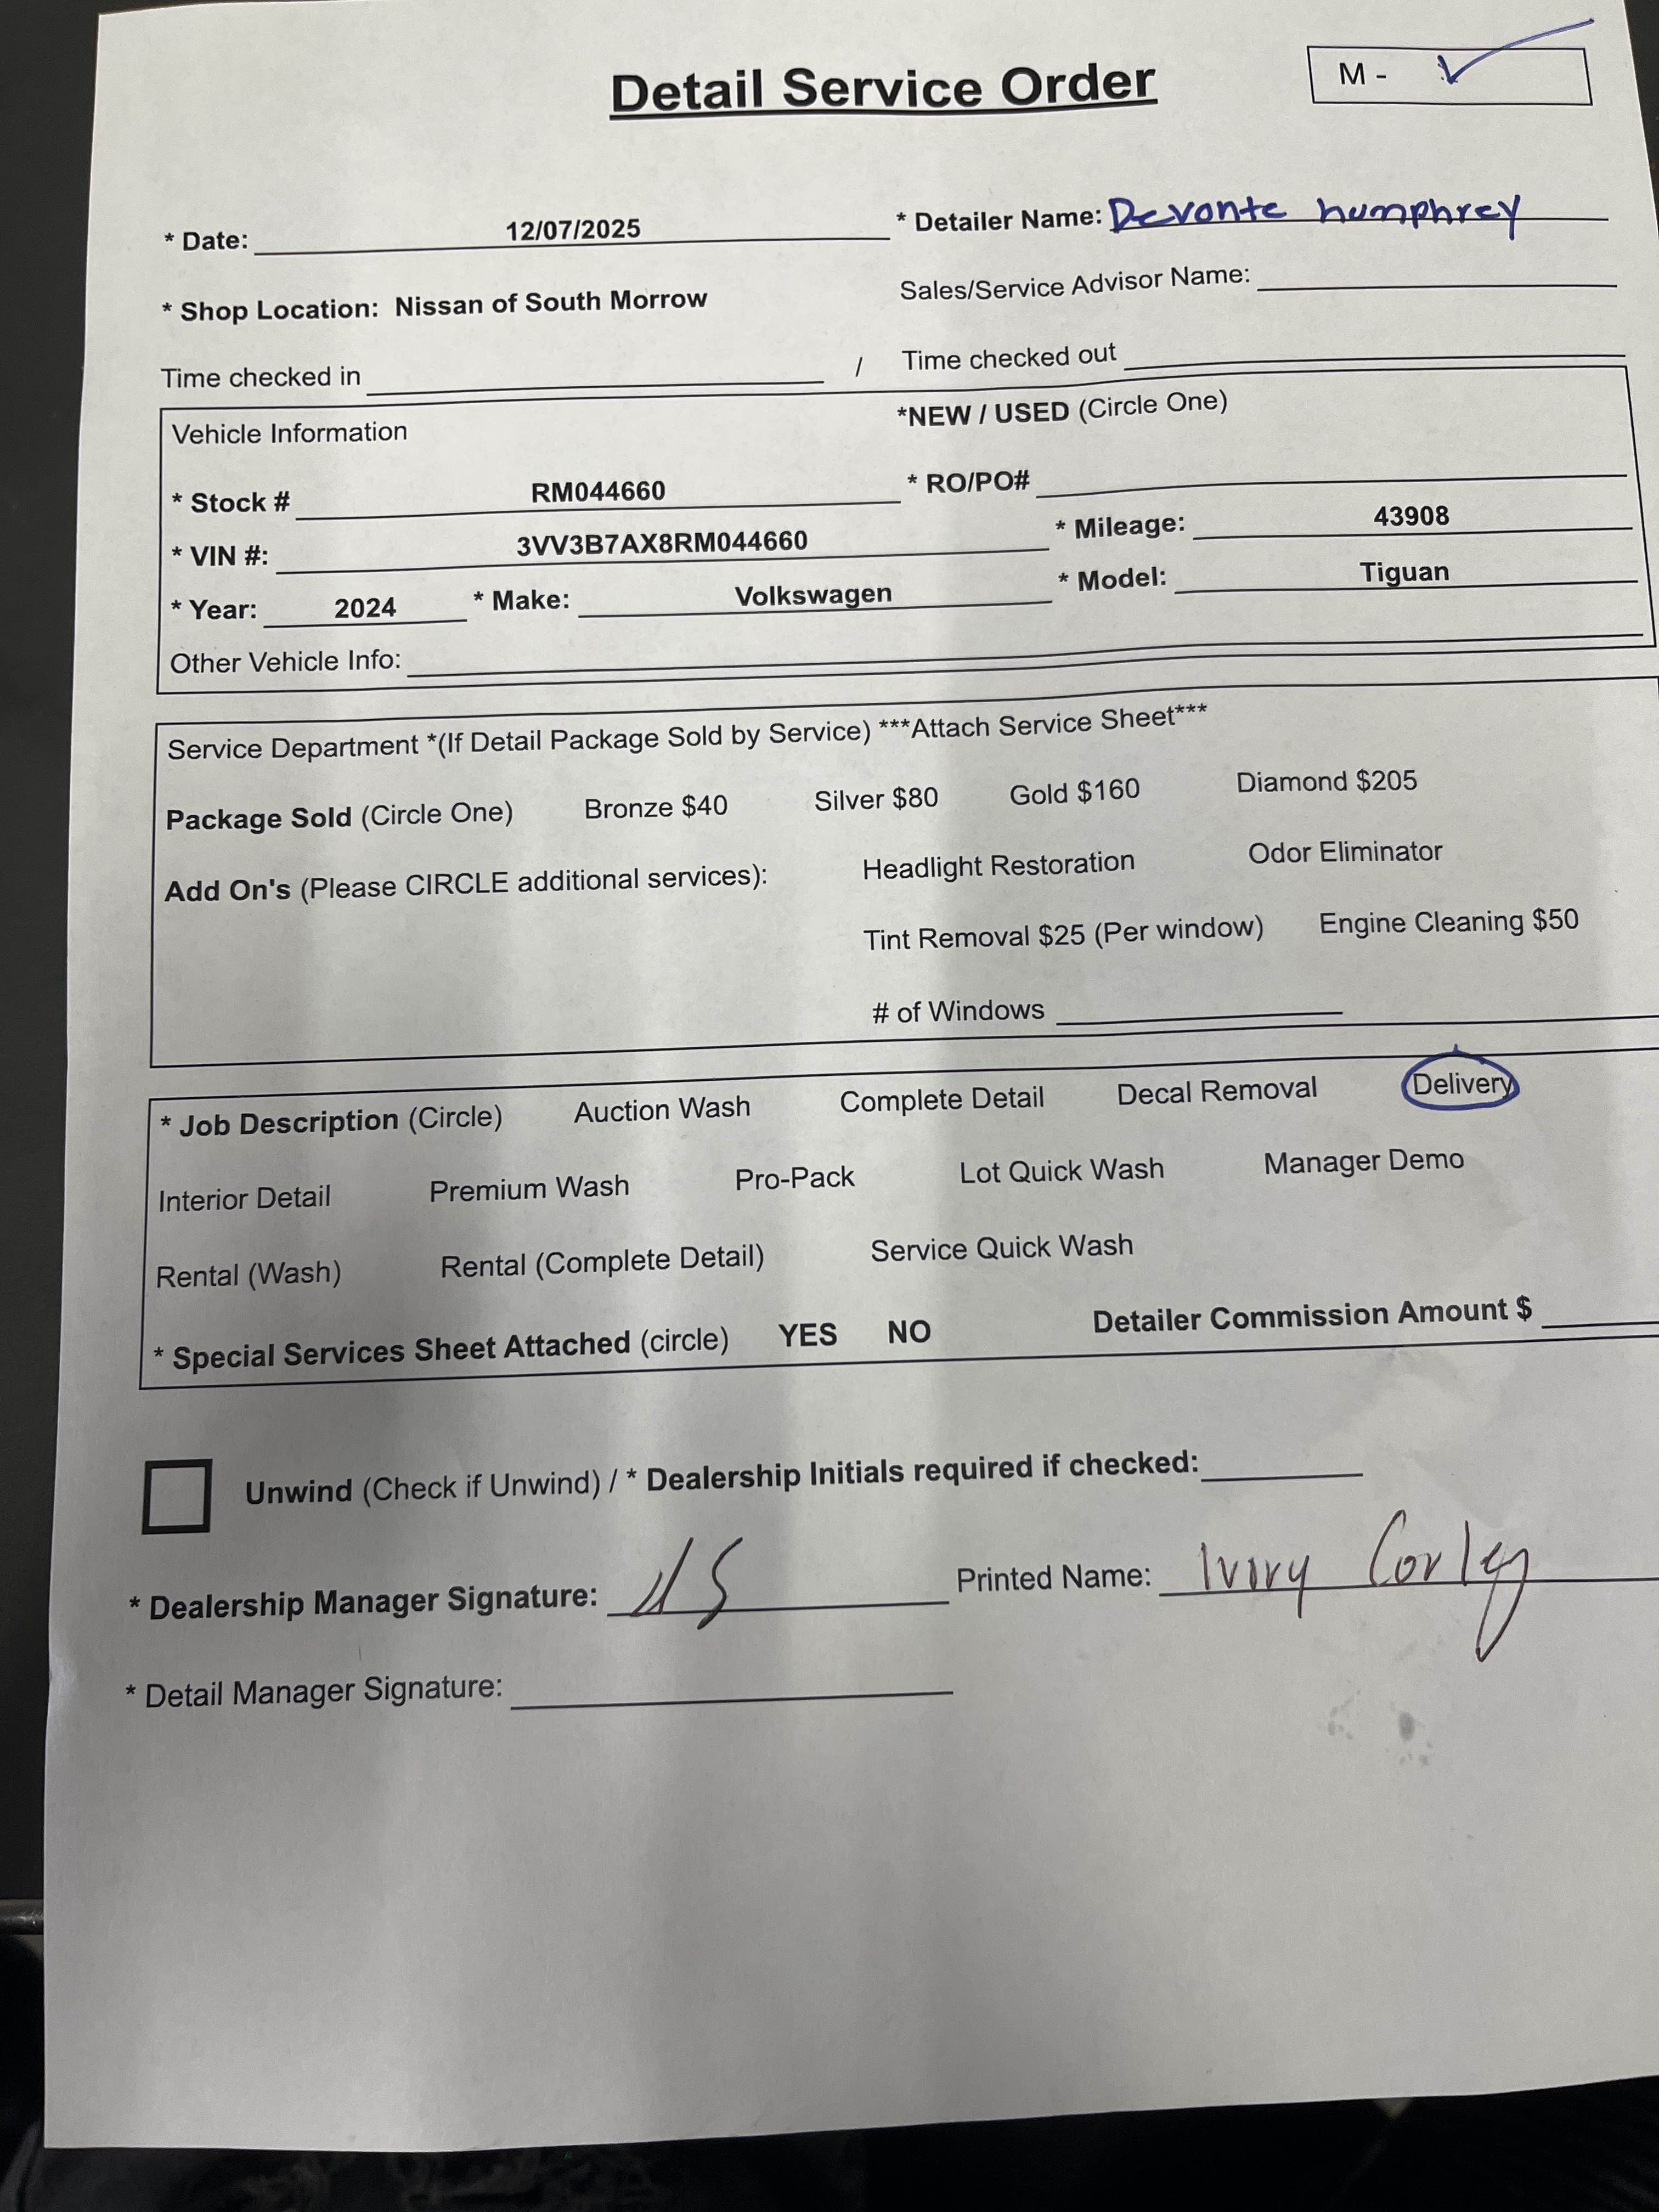 Detail Service Order
M - ✓
* Date: 12/07/2025 * Detailer Name: Devonte humphrey
* Shop Location: Nissan of South Morrow Sales/Service Advisor Name:
Time checked in / Time checked out
Vehicle Information *NEW / USED (Circle One)
* Stock # RM044660 * RO/PO#
* VIN #: 3VV3B7AX8RM044660 * Mileage: 43908
* Year: 2024 * Make: Volkswagen * Model: Tiguan
Other Vehicle Info:
Service Department *(If Detail Package Sold by Service) ***Attach Service Sheet***
Package Sold (Circle One) Bronze $40 Silver $80 Gold $160 Diamond $205
Add On's (Please CIRCLE additional services): Headlight Restoration Odor Eliminator
Tint Removal $25 (Per window) Engine Cleaning $50
# of Windows
* Job Description (Circle) Auction Wash Complete Detail Decal Removal Delivery
Interior Detail Premium Wash Pro-Pack Lot Quick Wash Manager Demo
Rental (Wash) Rental (Complete Detail) Service Quick Wash
* Special Services Sheet Attached (circle) YES NO Detailer Commission Amount $
Unwind (Check if Unwind) / * Dealership Initials required if checked:
* Dealership Manager Signature: Printed Name: Ivory Corley
* Detail Manager Signature: